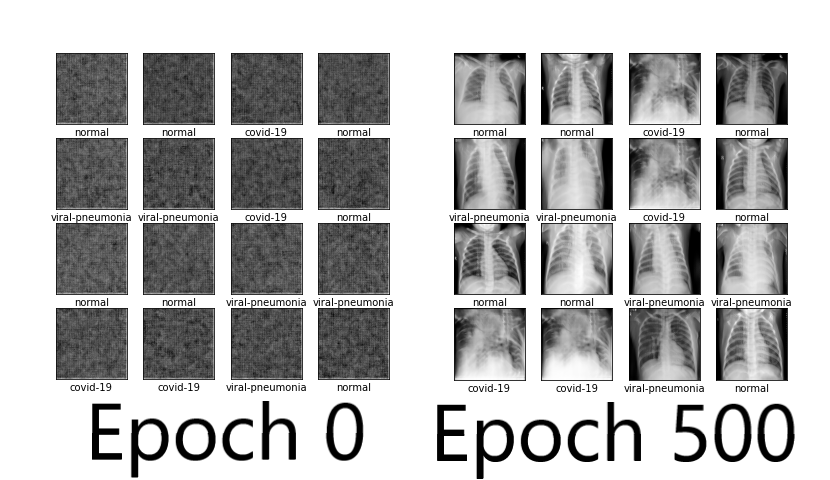 normal normal covid-19 normal
viral-pneumonia viral-pneumonia covid-19 normal
normal normal viral-pneumonia viral-pneumonia
covid-19 covid-19 viral-pneumonia normal
Epoch 0
normal normal covid-19 normal
viral-pneumonia viral-pneumonia covid-19 normal
normal normal viral-pneumonia viral-pneumonia
covid-19 covid-19 viral-pneumonia normal
Epoch 500